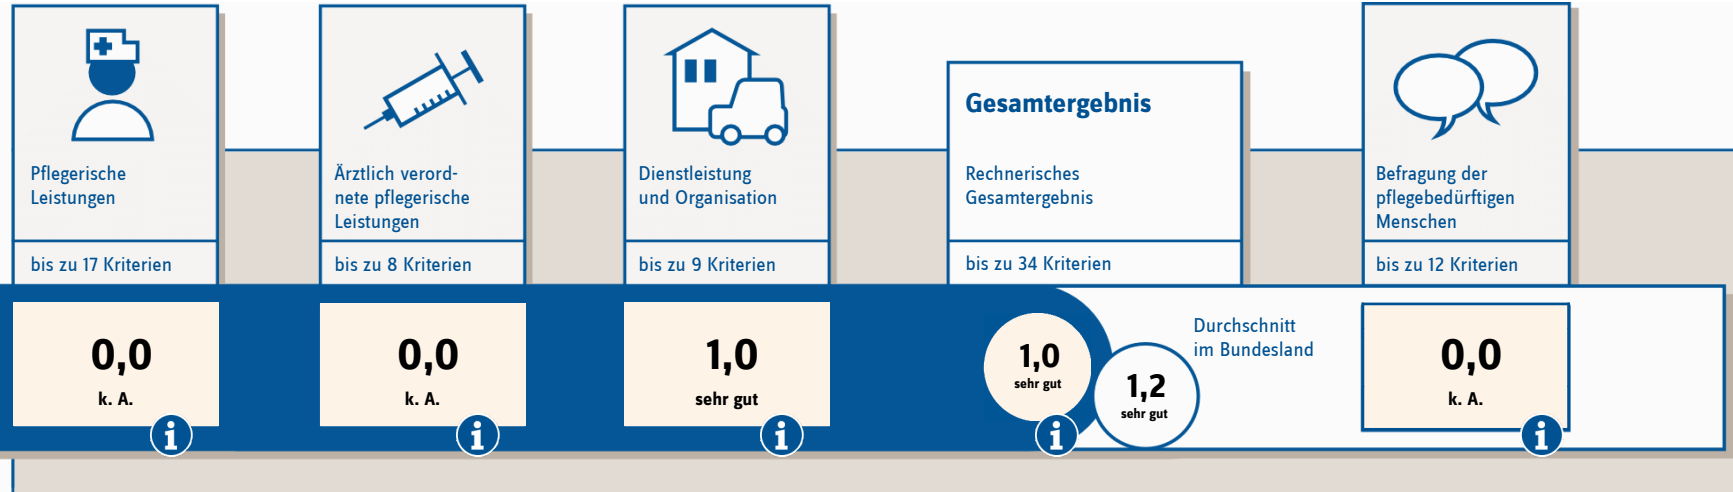 Pflegerische
Leistungen
bis zu 17 Kriterien
0,0
k. A.
i
Ärztlich verord-
nete pflegerische
Leistungen
bis zu 8 Kriterien
0,0
k. A.
i
Dienstleistung
und Organisation
bis zu 9 Kriterien
1,0
sehr gut
i
Gesamtergebnis
Rechnerisches
Gesamtergebnis
bis zu 34 Kriterien
1,0
sehr gut
i
Durchschnitt
im Bundesland
1,2
sehr gut
Befragung der
pflegebedürftigen
Menschen
bis zu 12 Kriterien
0,0
k. A.
i